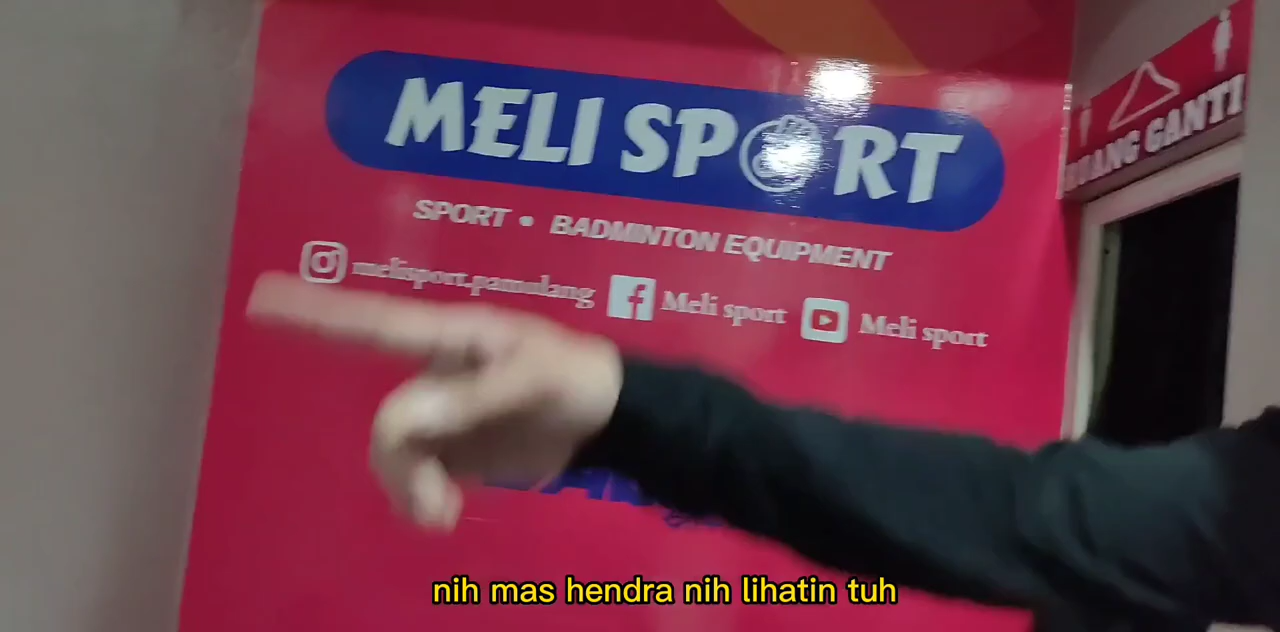 MELI SPORT
SPORT • BADMINTON EQUIPMENT
melisport.pamulang Meli sport Meli sport
RUANG GANTI
nih mas hendra nih lihatin tuh